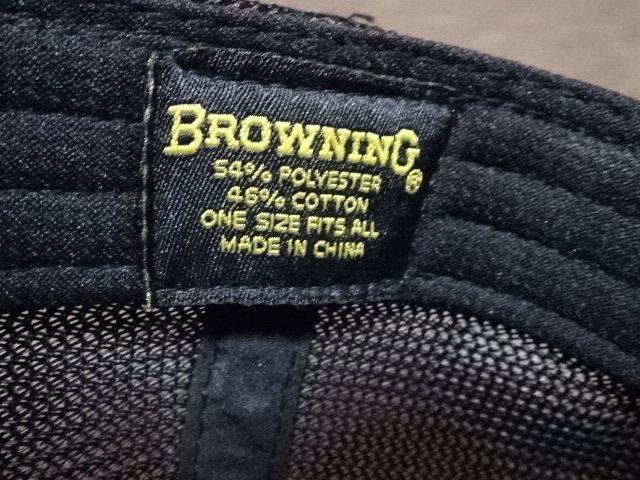 BROWNING®
54% POLYESTER
46% COTTON
ONE SIZE FITS ALL
MADE IN CHINA